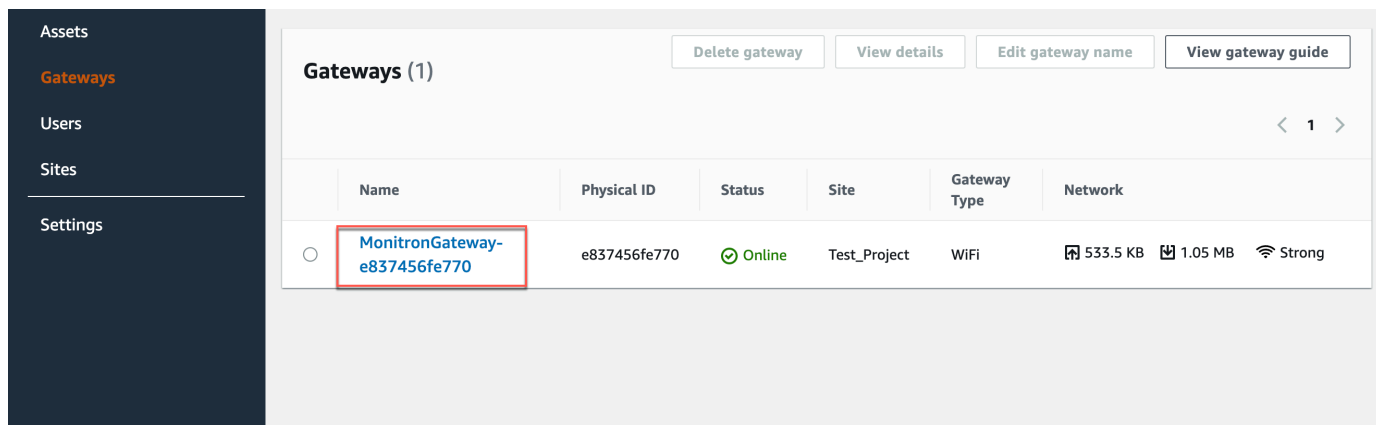 Assets
Gateways
Users
Sites
Settings
Gateways (1)
Delete gateway
View details
Edit gateway name
View gateway guide
1
Name
Physical ID
Status
Site
Gateway
Type
Network
MonitronGateway-
e837456fe770
e837456fe770
Online
Test_Project
WiFi
533.5 KB
1.05 MB
Strong